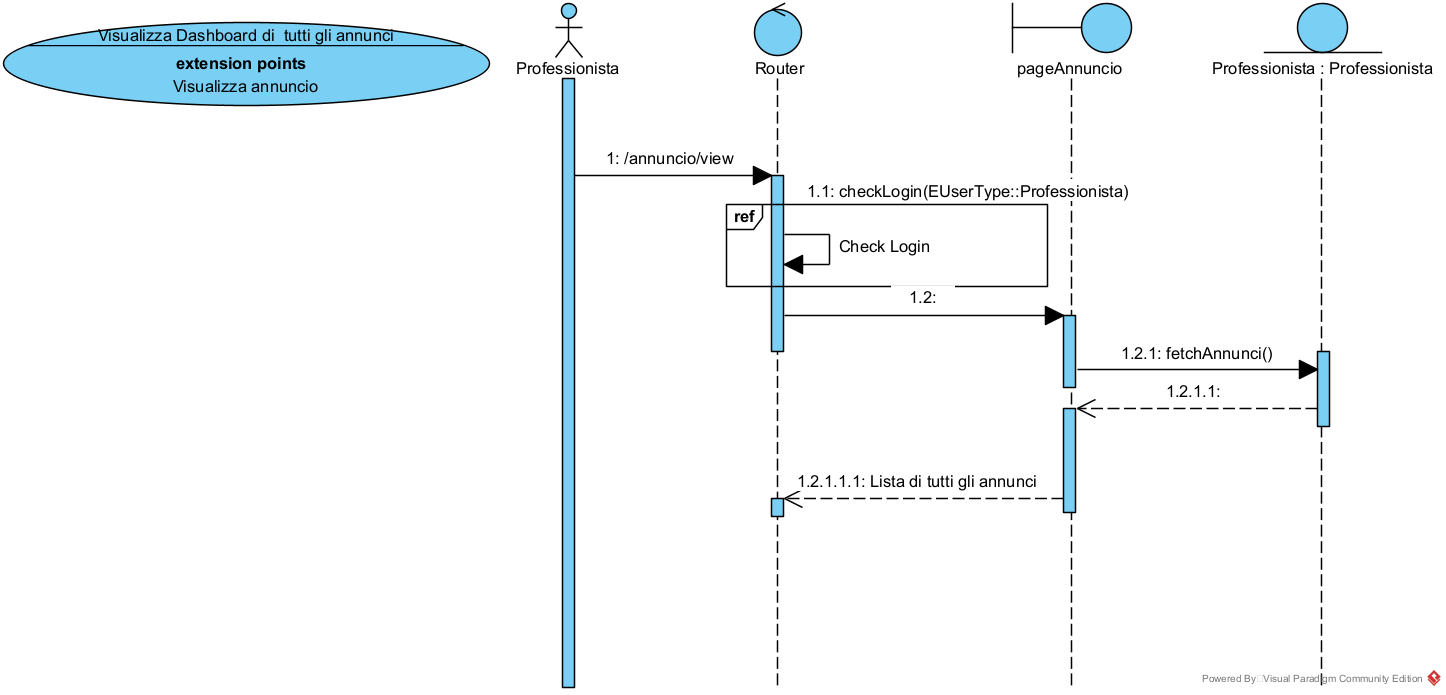 Visualizza Dashboard di  tutti gli annunci
extension points
Visualizza annuncio
Professionista
Router
pageAnnuncio
Professionista : Professionista
1: /annuncio/view
1.1: checkLogin(EUserType::Professionista)
ref
Check Login
1.2:
1.2.1: fetchAnnunci()
1.2.1.1:
1.2.1.1.1: Lista di tutti gli annunci
Powered By Visual Paradigm Community Edition